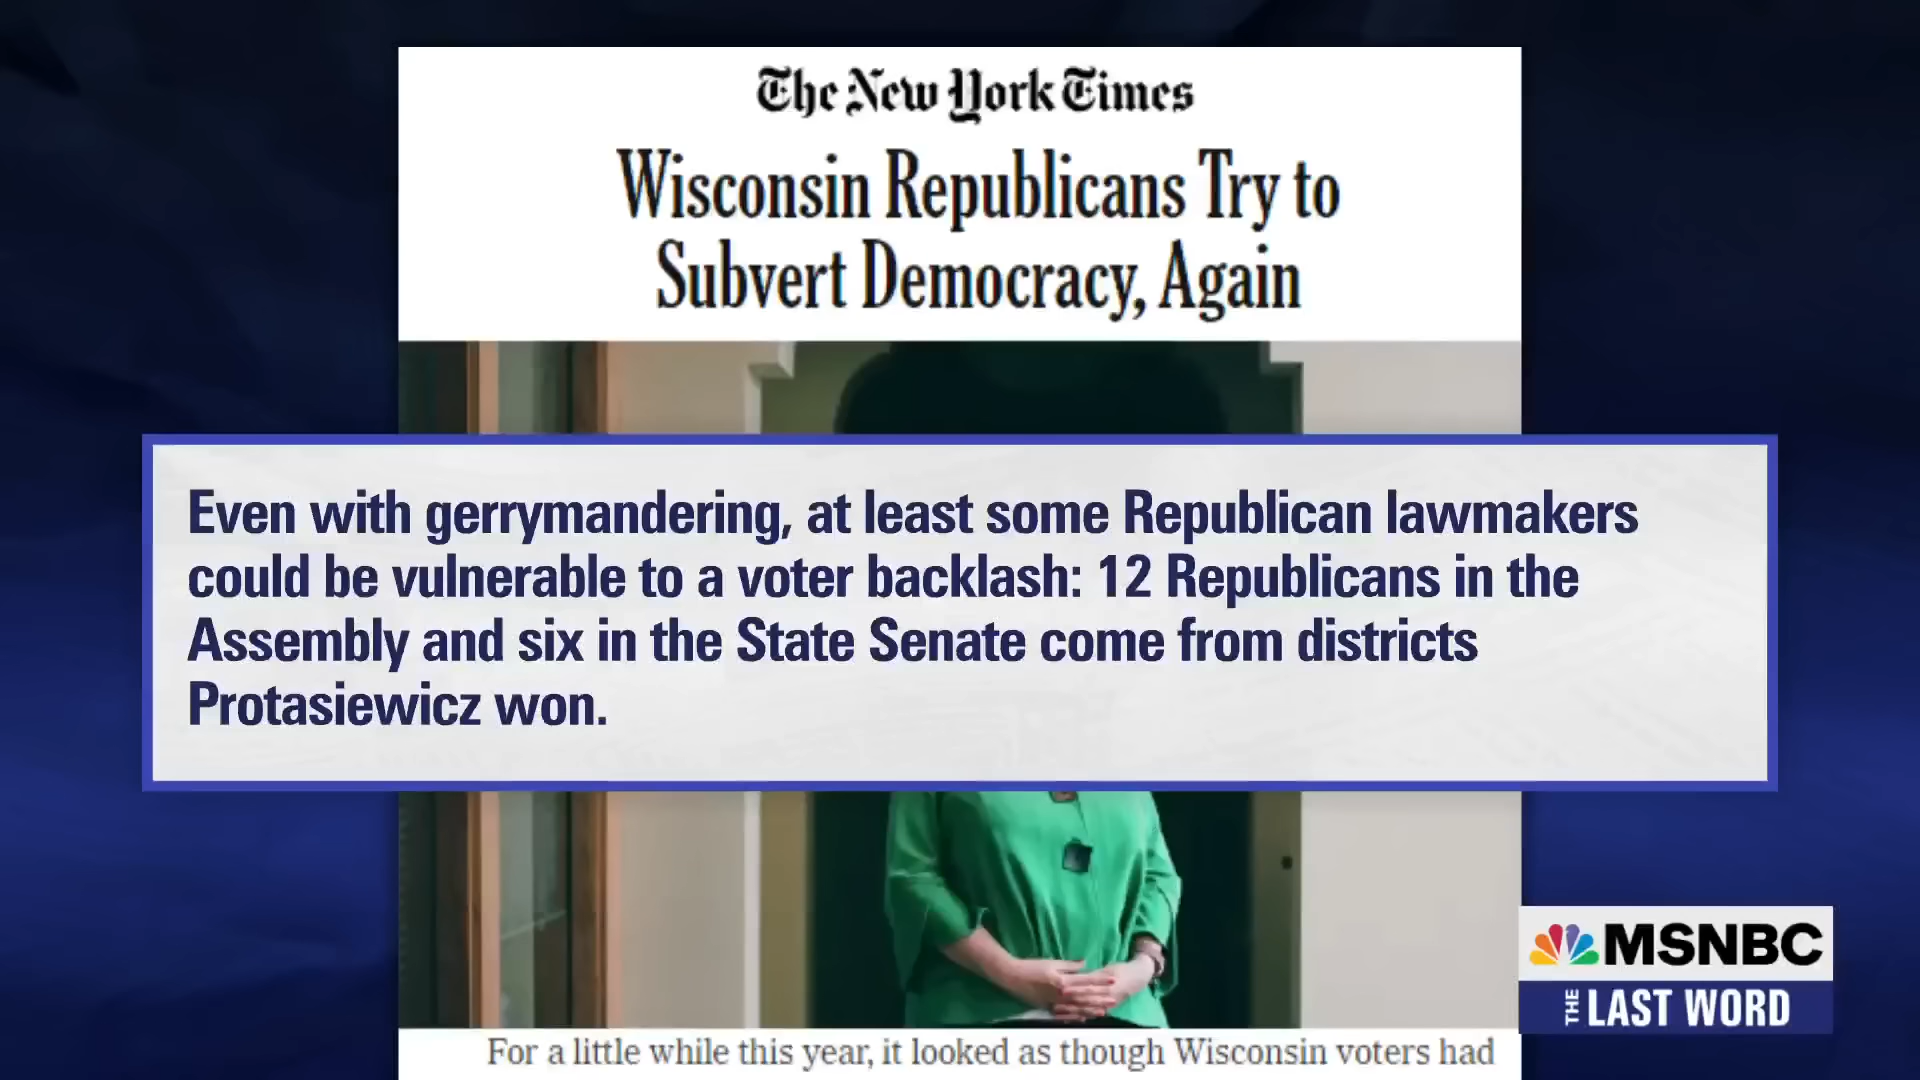 The New York Times
Wisconsin Republicans Try to
Subvert Democracy, Again
Even with gerrymandering, at least some Republican lawmakers
could be vulnerable to a voter backlash: 12 Republicans in the
Assembly and six in the State Senate come from districts
Protasiewicz won.
MSNBC
THE LAST WORD
For a little while this year, it looked as though Wisconsin voters had